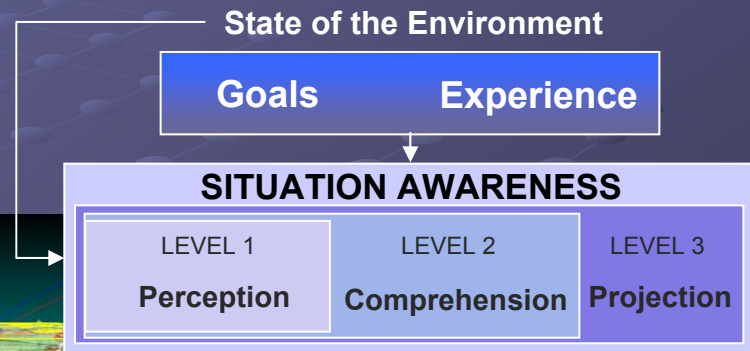 State of the Environment
Goals Experience
SITUATION AWARENESS
LEVEL 1 LEVEL 2 LEVEL 3
Perception Comprehension Projection